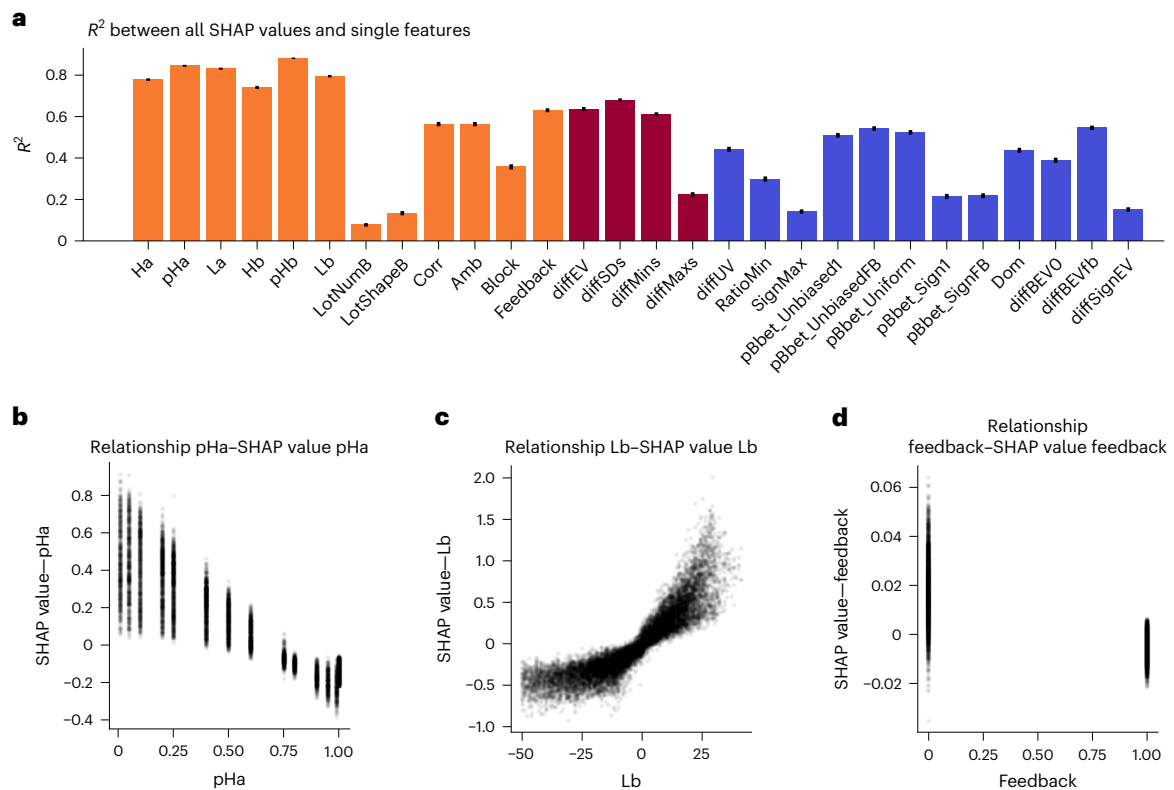 a
R² between all SHAP values and single features
R²
0.8
0.6
0.4
0.2
0
Ha
pHa
La
Hb
pHb
Lb
LotNumB
LotShapeB
Corr
Amb
Block
Feedback
diffEV
diffSDs
diffMins
diffMaxs
diffUV
RatioMin
SignMax
pBbet_Unbiased1
pBbet_UnbiasedFB
pBbet_Uniform
pBbet_Sign1
pBbet_SignFB
Dom
diffBEV0
diffBEVfb
diffSignEV
b
Relationship pHa–SHAP value pHa
SHAP value—pHa
0.8
0.6
0.4
0.2
0
−0.2
−0.4
0 0.25 0.50 0.75 1.00
pHa
c
Relationship Lb–SHAP value Lb
SHAP value—Lb
2.0
1.5
1.0
0.5
0
−0.5
−1.0
−50 −25 0 25
Lb
d
Relationship
feedback–SHAP value feedback
SHAP value—feedback
0.06
0.04
0.02
0
−0.02
0 0.25 0.50 0.75 1.00
Feedback